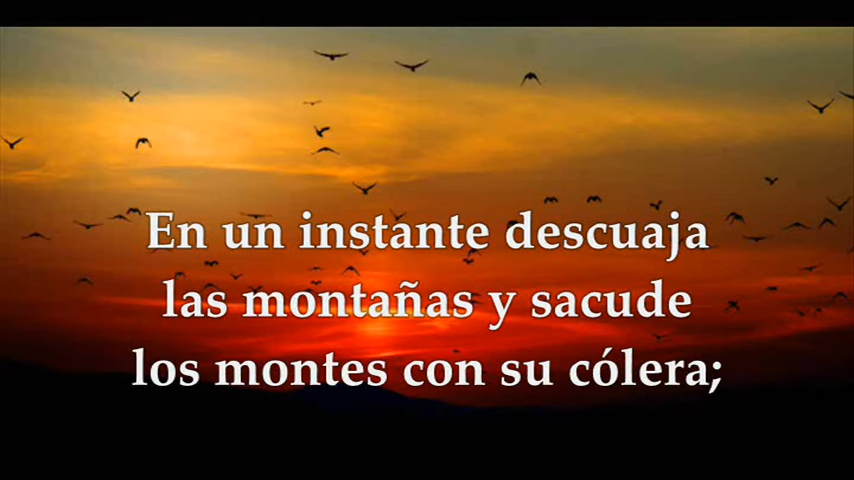 En un instante descuaja
las montañas y sacude
los montes con su cólera;